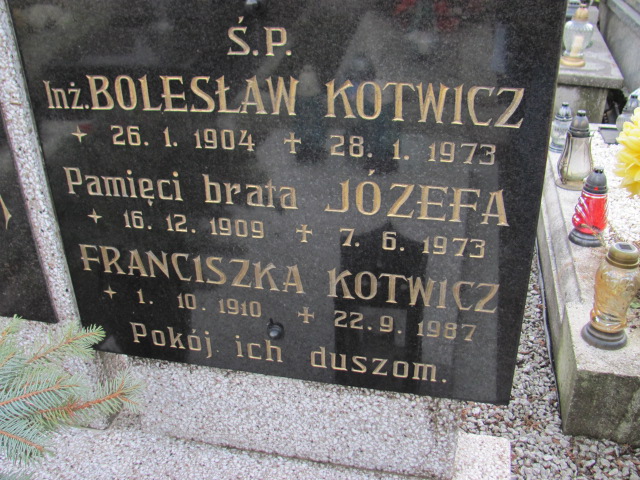 Ś.P.
Inż. BOLESŁAW KOTWICZ
+ 26. 1. 1904 + 28. 1. 1973
Pamięci brata JÓZEFA
+ 16. 12. 1909 + 7. 6. 1973
FRANCISZKA KOTWICZ
+ 1. 10. 1910 + 22. 9. 1987
Pokój ich duszom.